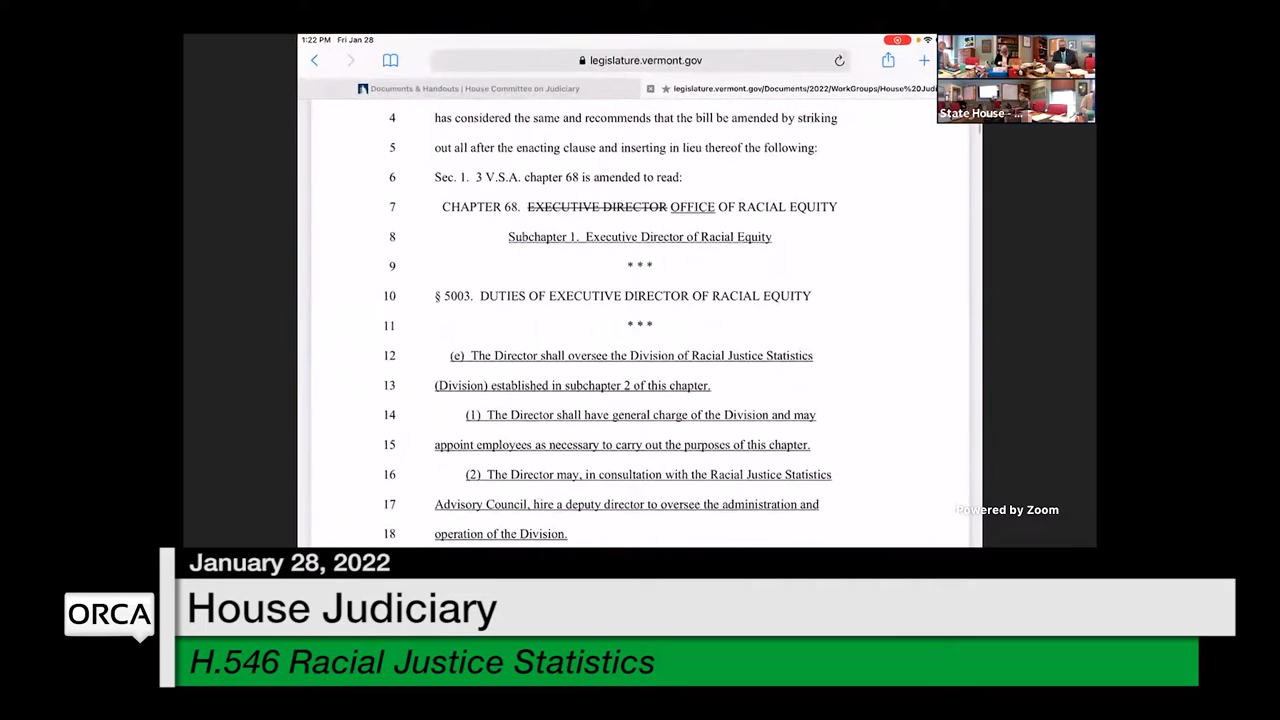 1:22 PM Fri Jan 28
legislature.vermont.gov
Documents & Handouts | House Committee on Judiciary
legislature.vermont.gov/Documents/2022/WorkGroups/House%20Judi
State House - ...
4 has considered the same and recommends that the bill be amended by striking
5 out all after the enacting clause and inserting in lieu thereof the following:
6 Sec. 1. 3 V.S.A. chapter 68 is amended to read:
7 CHAPTER 68. EXECUTIVE DIRECTOR OFFICE OF RACIAL EQUITY
8 Subchapter 1. Executive Director of Racial Equity
9 * * *
10 § 5003. DUTIES OF EXECUTIVE DIRECTOR OF RACIAL EQUITY
11 * * *
12 (e) The Director shall oversee the Division of Racial Justice Statistics
13 (Division) established in subchapter 2 of this chapter.
14 (1) The Director shall have general charge of the Division and may
15 appoint employees as necessary to carry out the purposes of this chapter.
16 (2) The Director may, in consultation with the Racial Justice Statistics
17 Advisory Council, hire a deputy director to oversee the administration and
18 operation of the Division.
Powered by Zoom
January 28, 2022
ORCA
House Judiciary
H.546 Racial Justice Statistics